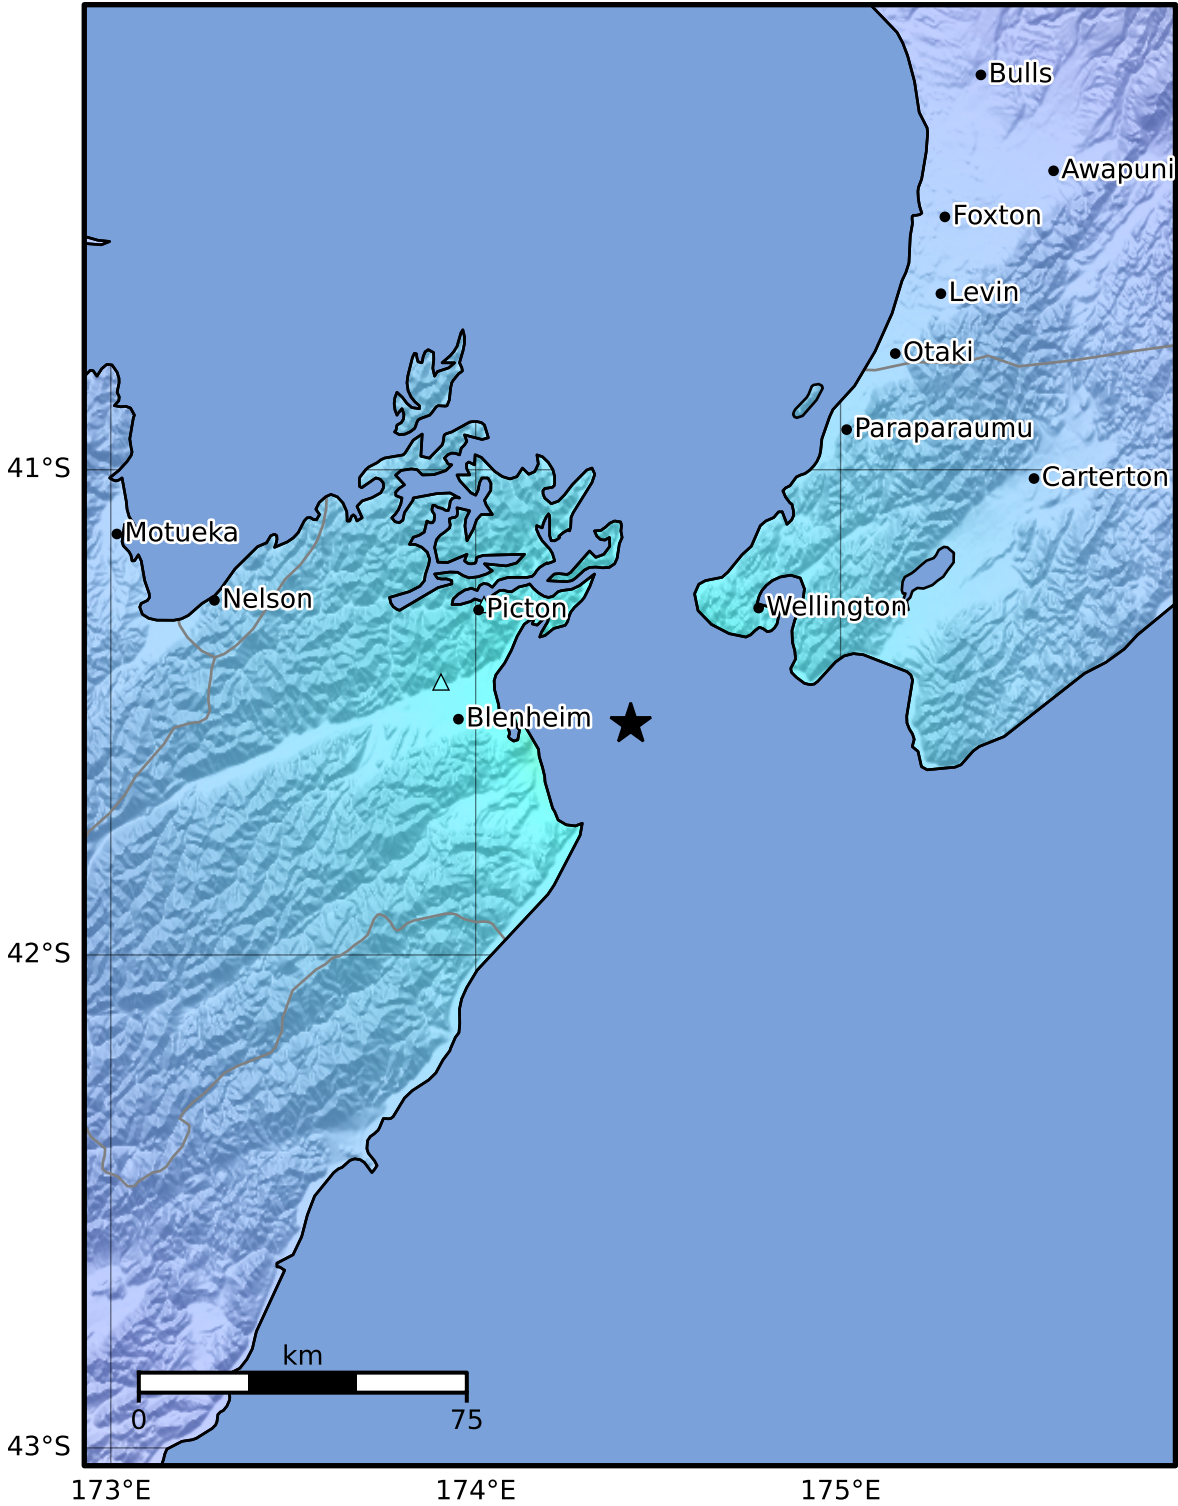 Bulls
Awapuni
Foxton
Levin
Otaki
Paraparaumu
41°S
Carterton
Motueka
Nelson
Picton
Wellington
Blenheim
42°S
km
0 75
43°S
173°E 174°E 175°E